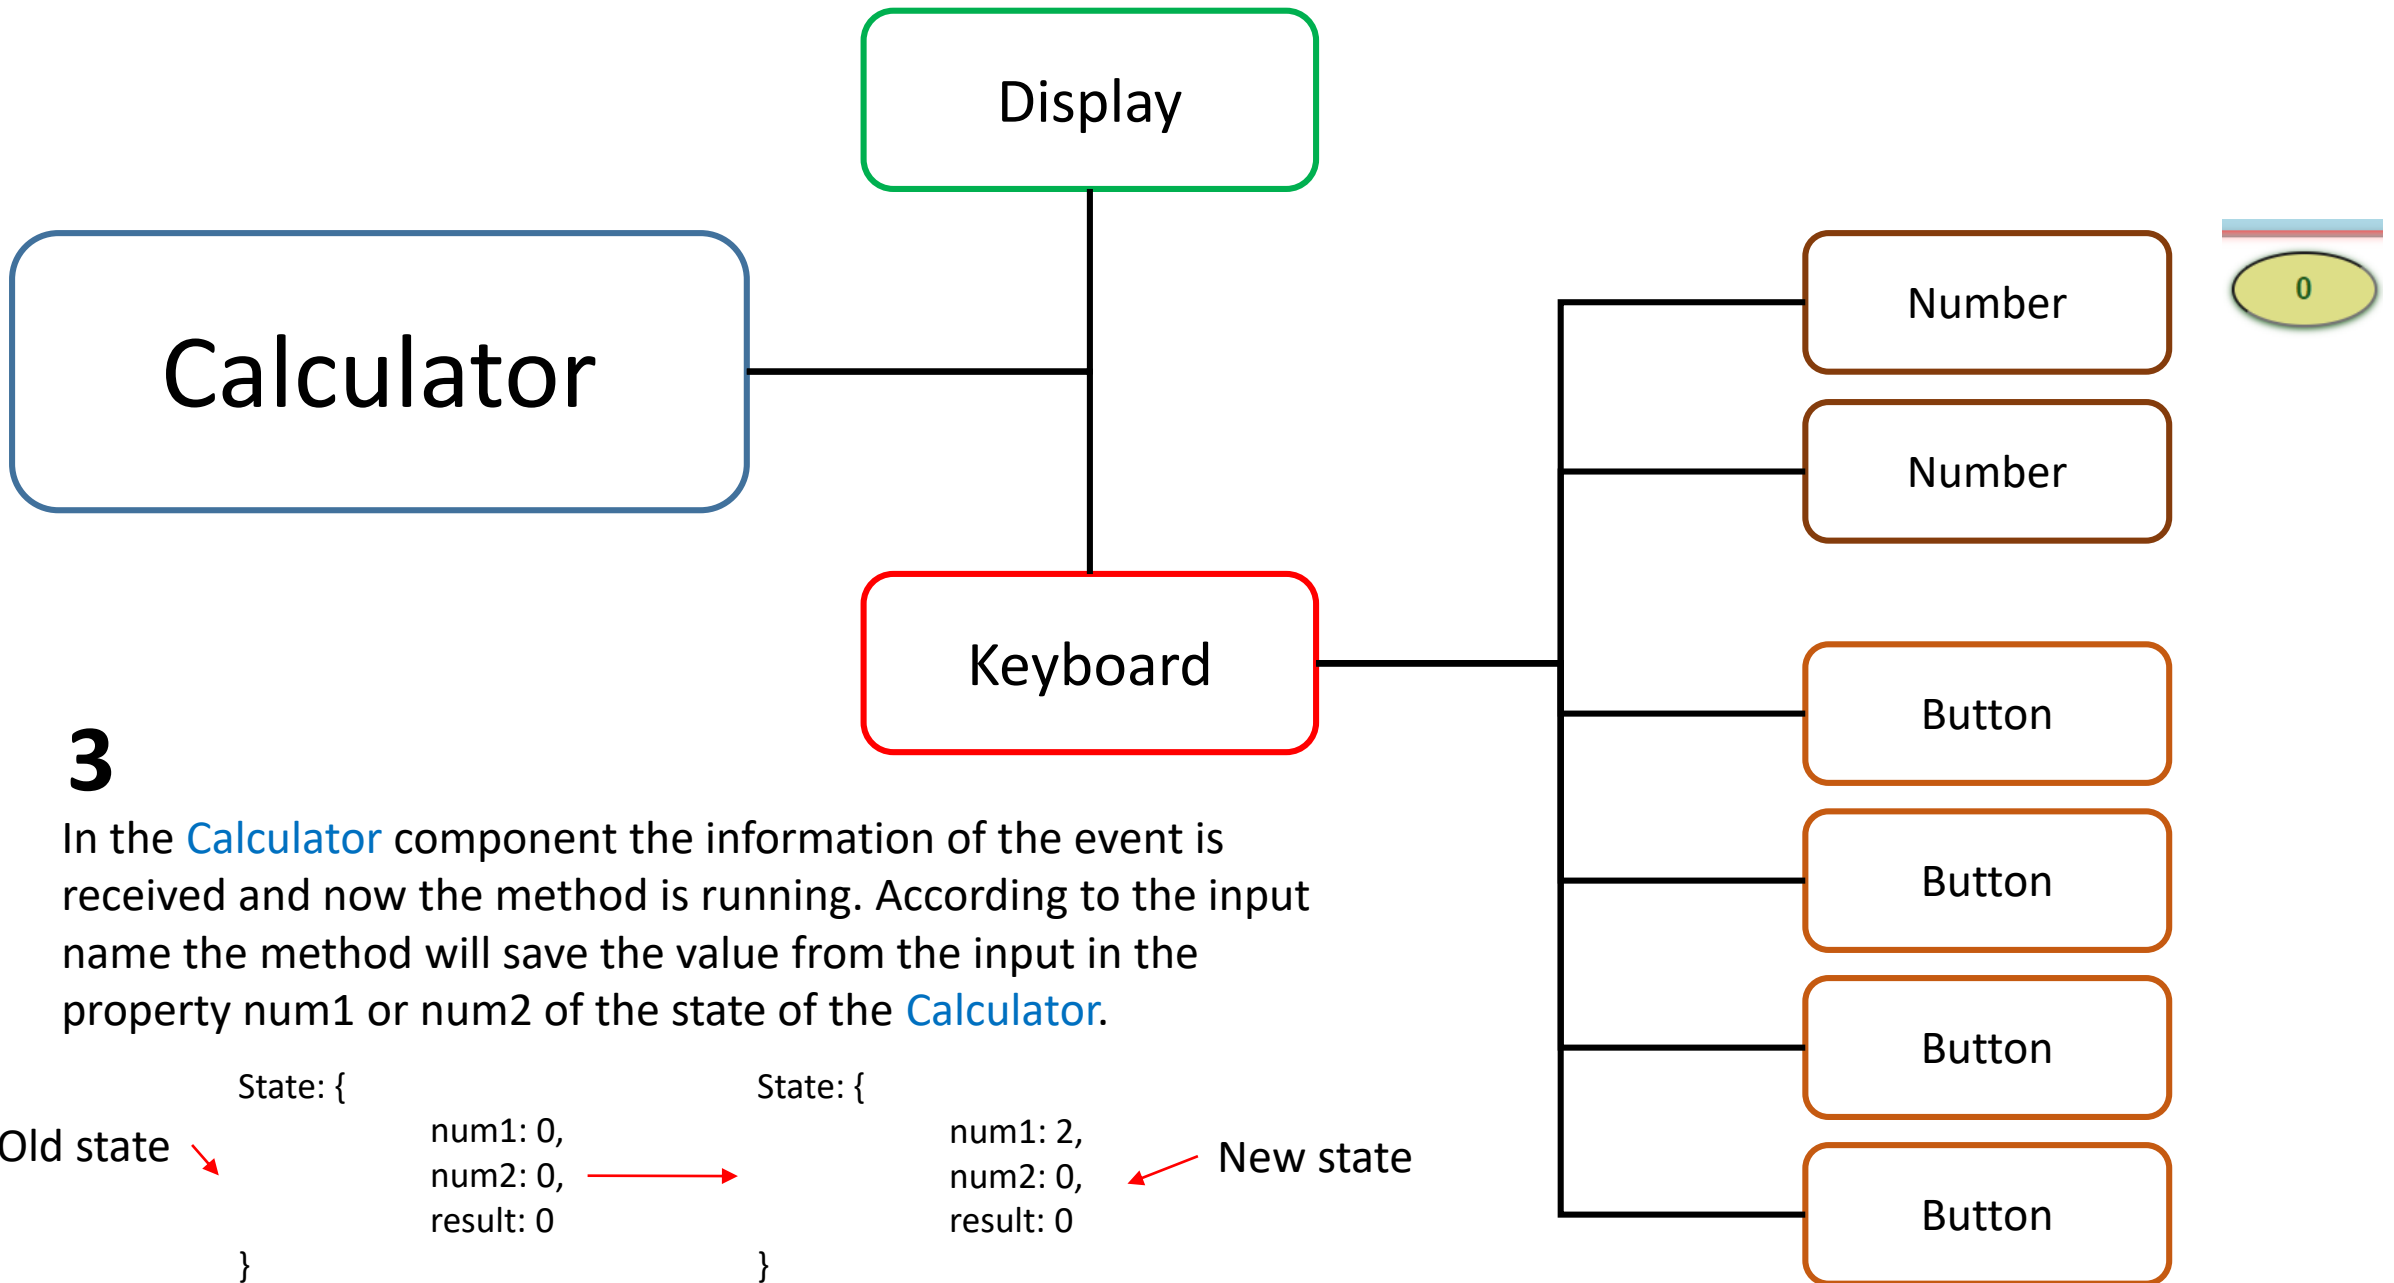 Display
Calculator
Number
0
Number
Keyboard
Button
Button
Button
Button
3
In the Calculator component the information of the event is
received and now the method is running. According to the input
name the method will save the value from the input in the
property num1 or num2 of the state of the Calculator.
Old state
State: {
num1: 0,
num2: 0,
result: 0
}
State: {
num1: 2,
num2: 0,
result: 0
}
New state